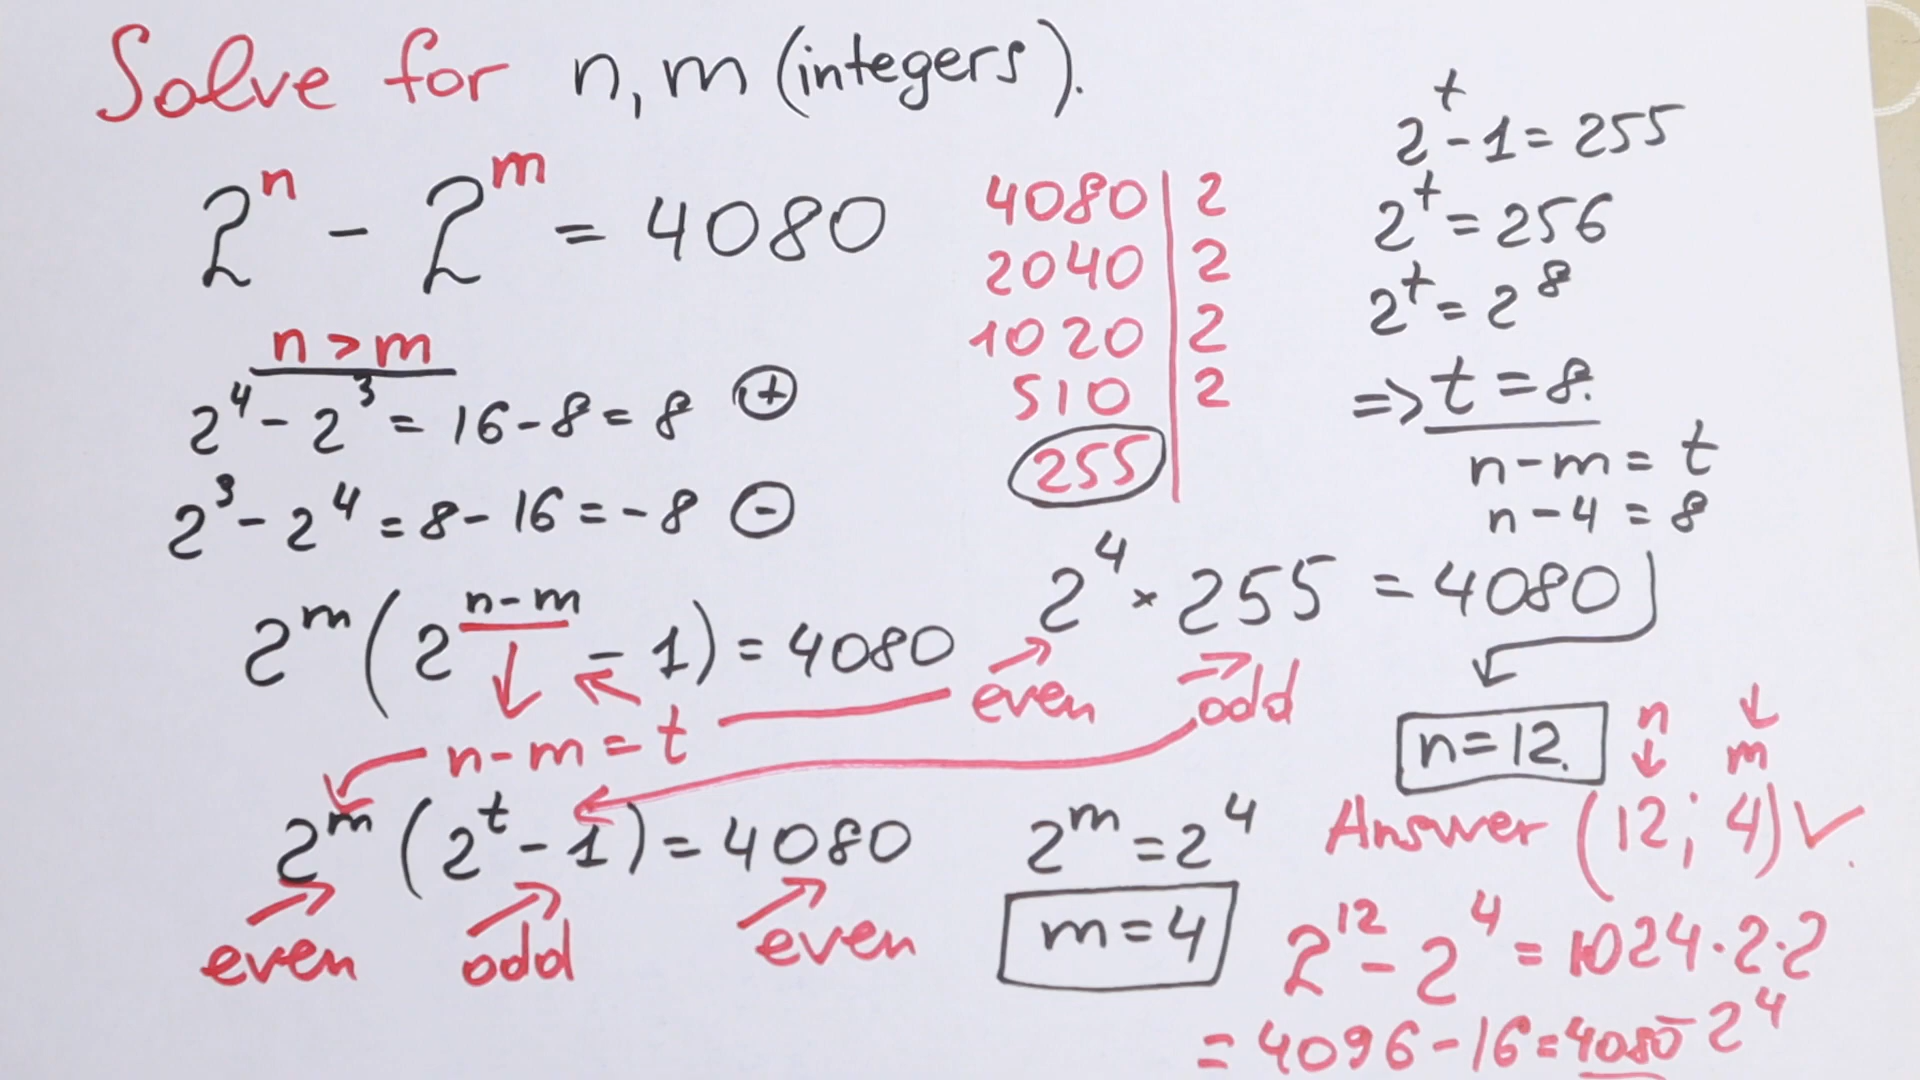 Solve for n, m (integers).
2^n - 2^m = 4080
n > m
2^4 - 2^3 = 16 - 8 = 8 ⊕
2^3 - 2^4 = 8 - 16 = -8 ⊖
2^m (2^{n-m} - 1) = 4080
n - m = t
2^m (2^t - 1) = 4080
even odd even
4080 | 2
2040 | 2
1020 | 2
510 | 2
255
2^4 × 255 = 4080
even odd
2^m = 2^4
m = 4
2^t - 1 = 255
2^t = 256
2^t = 2^8
=> t = 8.
n - m = t
n - 4 = 8
n = 12.
n m
Answer (12; 4) ✓.
2^12 - 2^4 = 1024 · 2 · 2
- 2^4
= 4096 - 16 = 4080